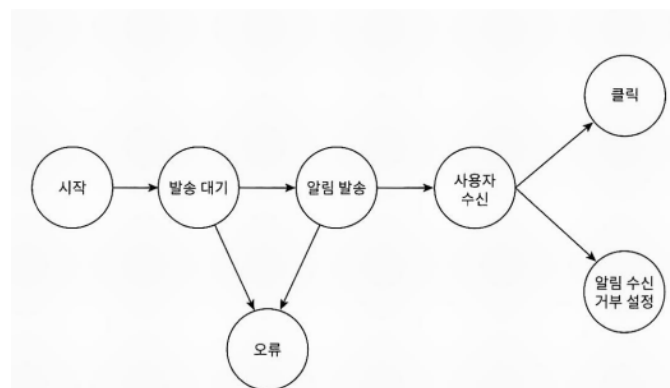 클릭
시작
발송 대기
알림 발송
사용자
수신
알림 수신
거부 설정
오류